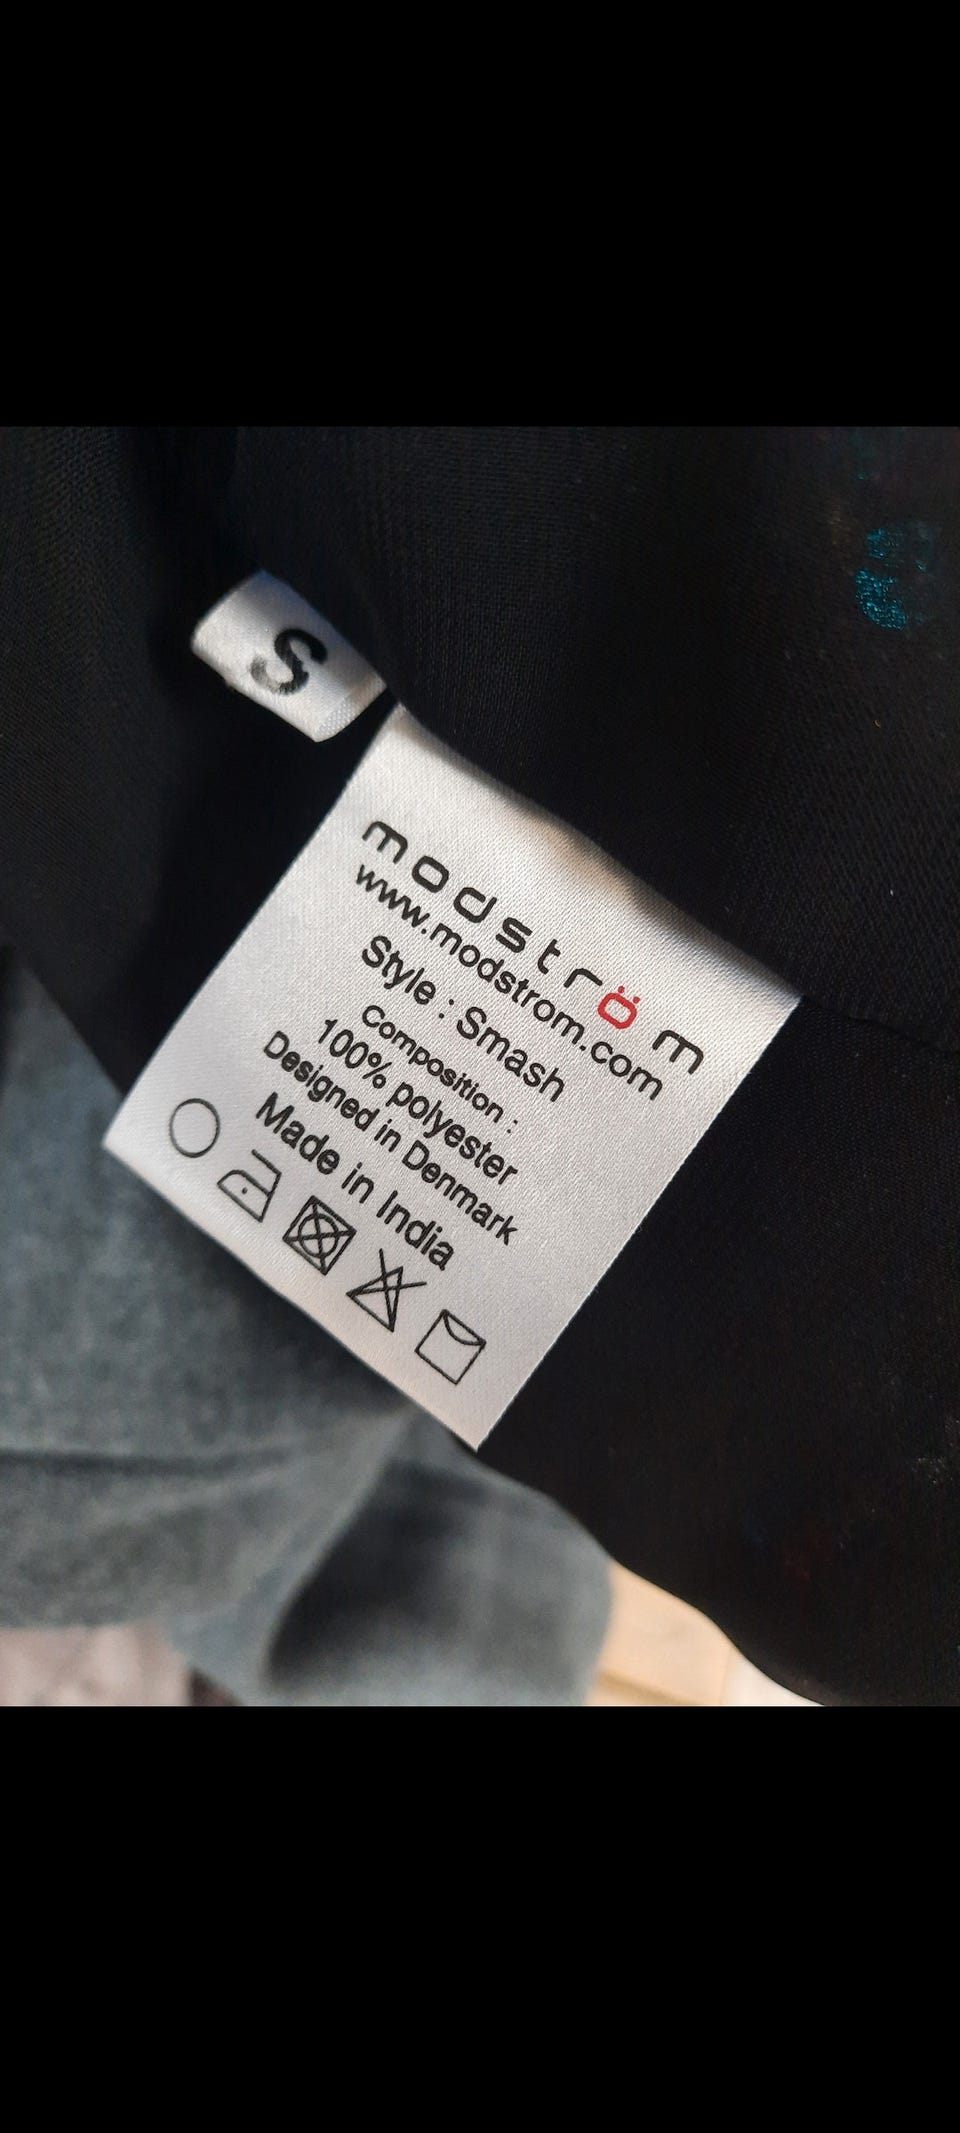 S
modström
www.modstrom.com
Style : Smash
Composition :
100% polyester
Designed in Denmark
Made in India